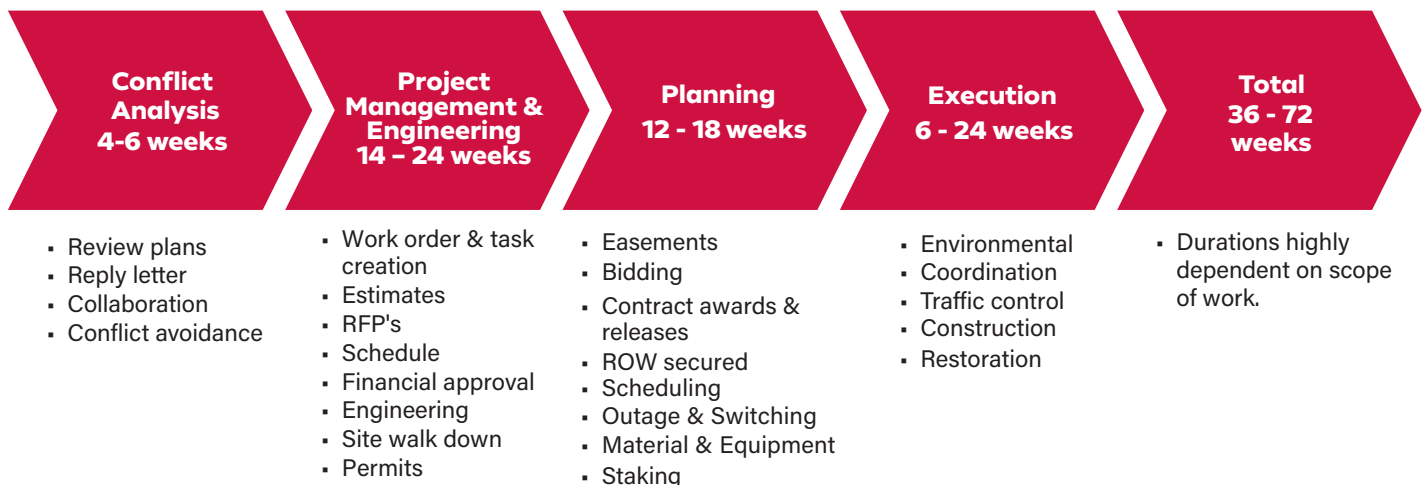 Conflict
Analysis
4-6 weeks
Project
Management &
Engineering
14 – 24 weeks
Planning
12 - 18 weeks
Execution
6 - 24 weeks
Total
36 - 72
weeks
▪ Review plans
▪ Reply letter
▪ Collaboration
▪ Conflict avoidance
▪ Work order & task
creation
▪ Estimates
▪ RFP's
▪ Schedule
▪ Financial approval
▪ Engineering
▪ Site walk down
▪ Permits
▪ Easements
▪ Bidding
▪ Contract awards &
releases
▪ ROW secured
▪ Scheduling
▪ Outage & Switching
▪ Material & Equipment
▪ Staking
▪ Environmental
▪ Coordination
▪ Traffic control
▪ Construction
▪ Restoration
▪ Durations highly
dependent on scope
of work.